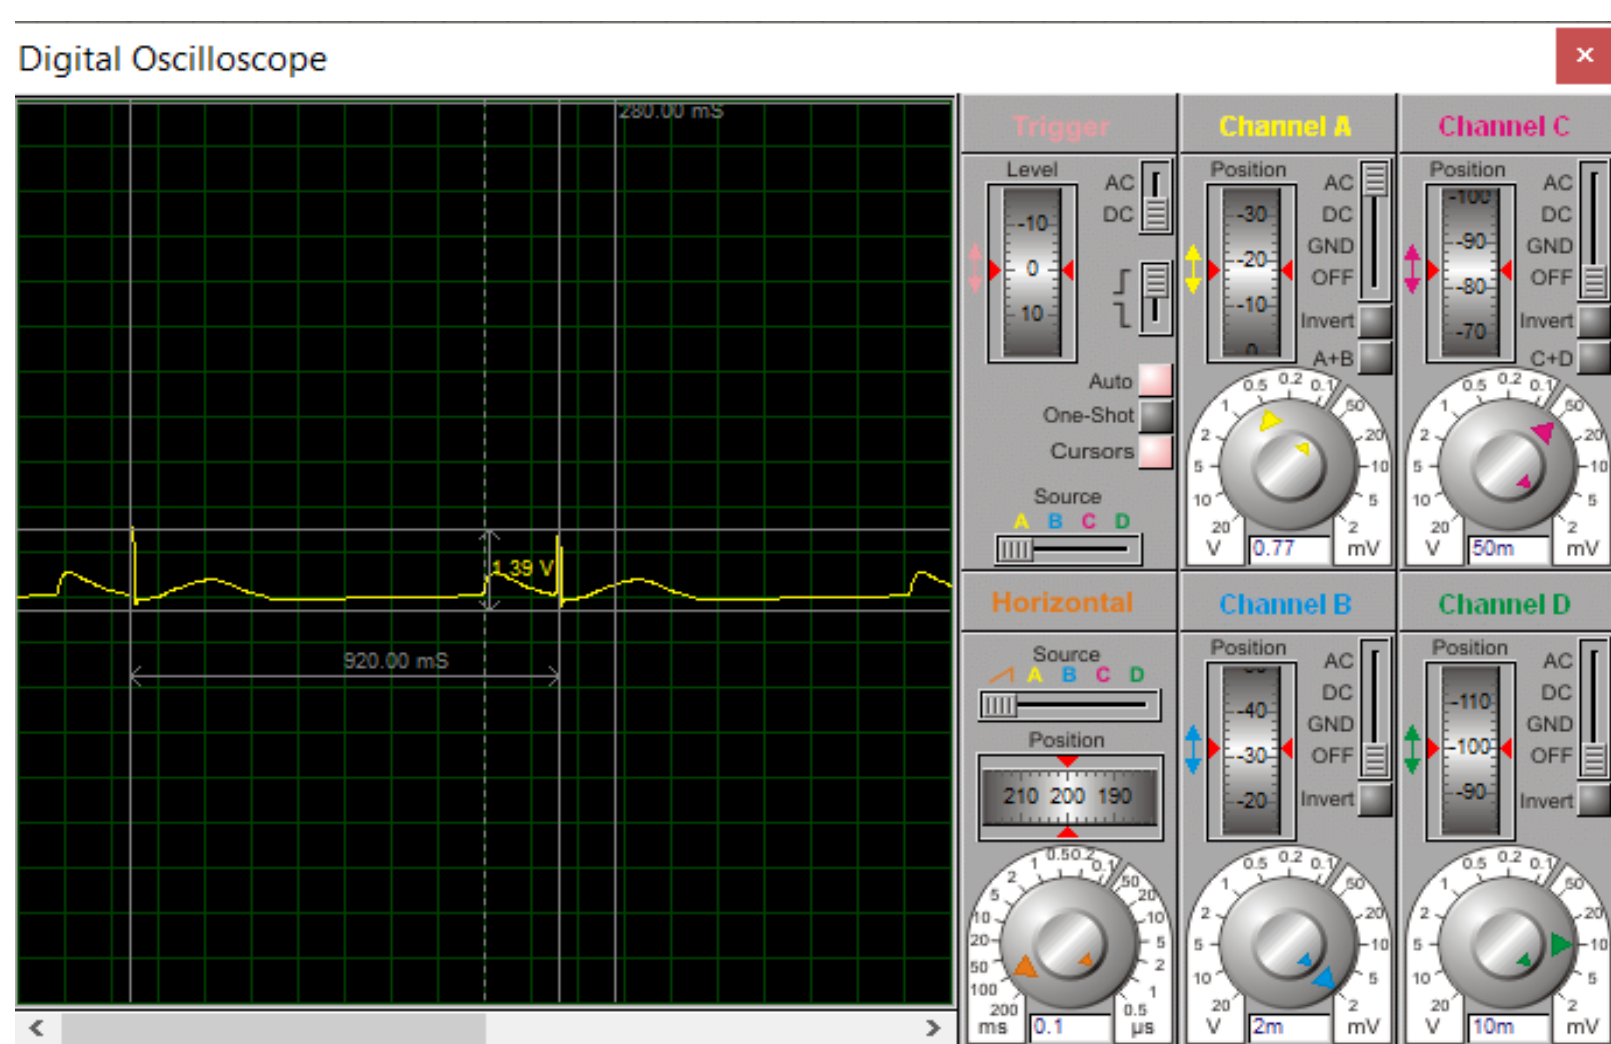 Digital Oscilloscope
×
280.00 mS
1.39 V
920.00 mS
Trigger
Level
AC
DC
-10
0
10
Auto
One-Shot
Cursors
Source
A B C D
Channel A
Position
AC
DC
GND
OFF
-30
-20
-10
0
Invert
A+B
0.5 0.2 0.1
1 50
2 20
5 10
10 5
20 2
V 0.77 mV
Channel C
Position
AC
DC
GND
OFF
-100
-90
-80
-70
Invert
C+D
0.5 0.2 0.1
1 50
2 20
5 10
10 5
20 2
V 50m mV
Horizontal
Source
A B C D
Position
210 200 190
1 0.5 0.2 0.1
2 50
5 20
10 10
20 5
50 2
100 1
200 0.5
ms 0.1 µs
Channel B
Position
AC
DC
GND
OFF
-40
-30
-20
Invert
0.5 0.2 0.1
1 50
2 20
5 10
10 5
20 2
V 2m mV
Channel D
Position
AC
DC
GND
OFF
-110
-100
-90
Invert
0.5 0.2 0.1
1 50
2 20
5 10
10 5
20 2
V 10m mV